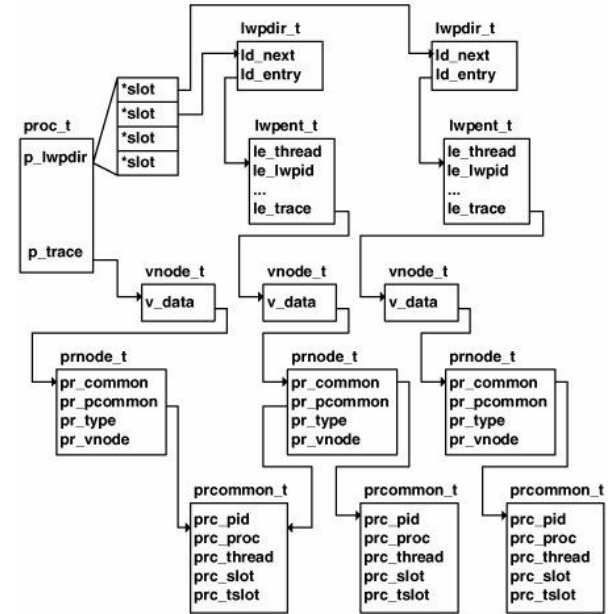 lwpdir_t
ld_next
ld_entry
lwpdir_t
ld_next
ld_entry
*slot
*slot
*slot
*slot
proc_t
p_lwpdir
p_trace
lwpent_t
le_thread
le_lwpid
...
le_trace
lwpent_t
le_thread
le_lwpid
...
le_trace
vnode_t
v_data
vnode_t
v_data
vnode_t
v_data
prnode_t
pr_common
pr_pcommon
pr_type
pr_vnode
prnode_t
pr_common
pr_pcommon
pr_type
pr_vnode
prnode_t
pr_common
pr_pcommon
pr_type
pr_vnode
prcommon_t
prc_pid
prc_proc
prc_thread
prc_slot
prc_tslot
prcommon_t
prc_pid
prc_proc
prc_thread
prc_slot
prc_tslot
prcommon_t
prc_pid
prc_proc
prc_thread
prc_slot
prc_tslot